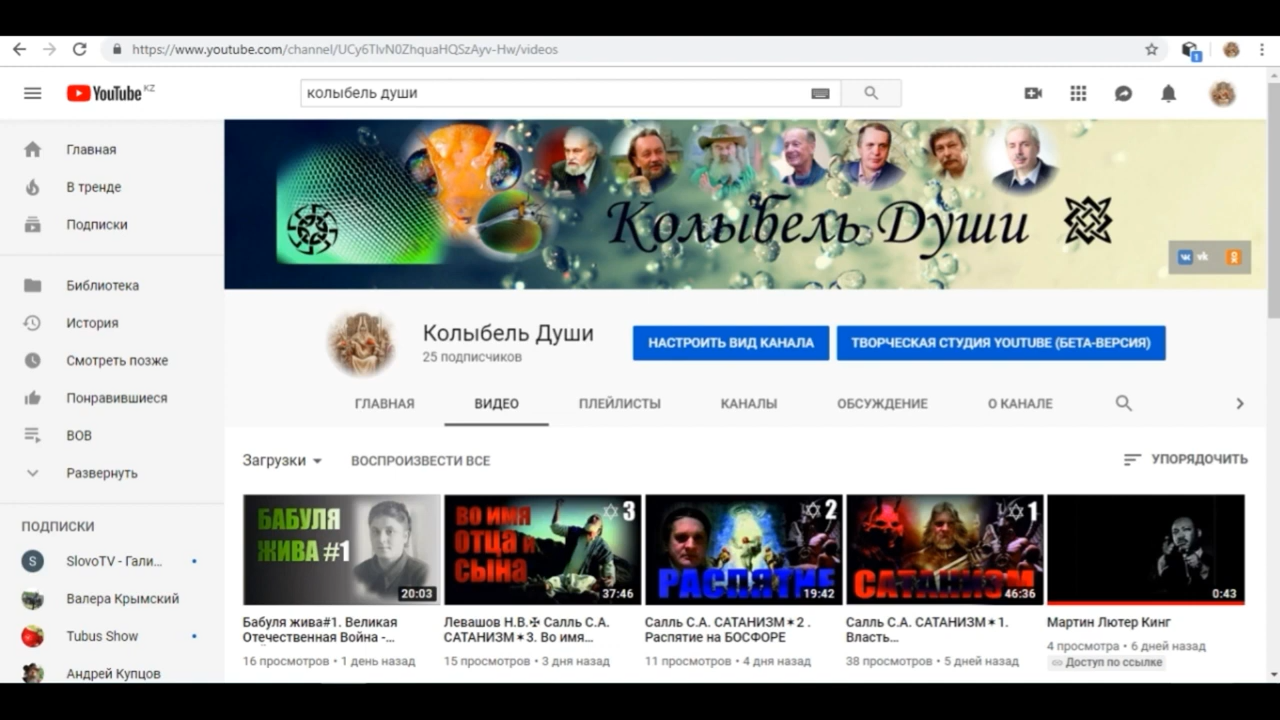 https://www.youtube.com/channel/UCy6TlvN0ZhquaHQSzAyv-Hw/videos
1
YouTube KZ
колыбель души
Главная
В тренде
Подписки
Библиотека
История
Смотреть позже
Понравившиеся
ВОВ
Развернуть
ПОДПИСКИ
S
SlovoTV - Гали...
Валера Крымский
Tubus Show
Андрей Купцов
Колыбель Души
vk
Колыбель Души
25 подписчиков
НАСТРОИТЬ ВИД КАНАЛА
ТВОРЧЕСКАЯ СТУДИЯ YOUTUBE (БЕТА-ВЕРСИЯ)
ГЛАВНАЯ ВИДЕО ПЛЕЙЛИСТЫ КАНАЛЫ ОБСУЖДЕНИЕ О КАНАЛЕ
Загрузки ВОСПРОИЗВЕСТИ ВСЕ УПОРЯДОЧИТЬ
БАБУЛЯ
ЖИВА #1
20:03
Бабуля жива#1. Великая
Отечественная Война -...
16 просмотров • 1 день назад
ВО ИМЯ
ОТЦА и
СЫНА
✡ 3
37:46
Левашов Н.В.✠ Салль С.А.
САТАНИЗМ✶3. Во имя...
15 просмотров • 3 дня назад
✡ 2
РАСПЯТИЕ
19:42
Салль С.А. САТАНИЗМ✶2 .
Распятие на БОСФОРЕ
11 просмотров • 4 дня назад
✡ 1
САТАНИЗМ
46:36
Салль С.А. САТАНИЗМ✶1.
Власть...
38 просмотров • 5 дней назад
0:43
Мартин Лютер Кинг
4 просмотра • 6 дней назад
Доступ по ссылке